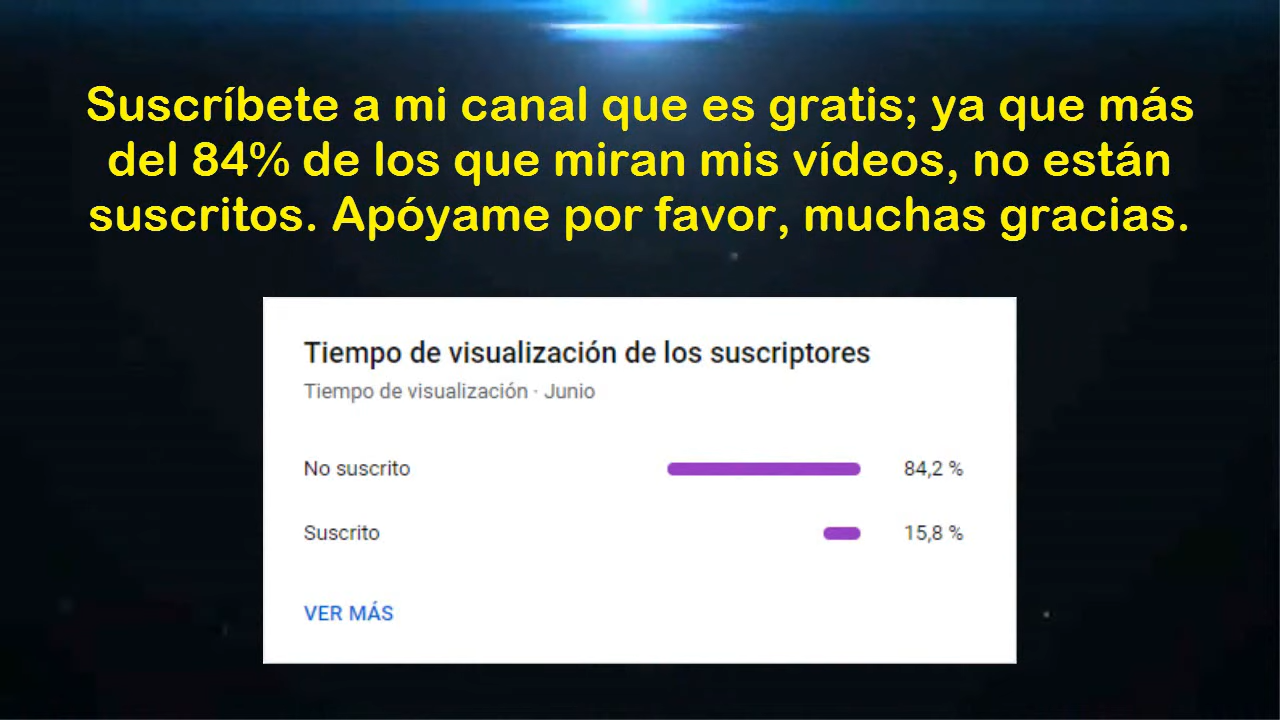 Suscríbete a mi canal que es gratis; ya que más
del 84% de los que miran mis vídeos, no están
suscritos. Apóyame por favor, muchas gracias.
Tiempo de visualización de los suscriptores
Tiempo de visualización · Junio
No suscrito 84,2 %
Suscrito 15,8 %
VER MÁS